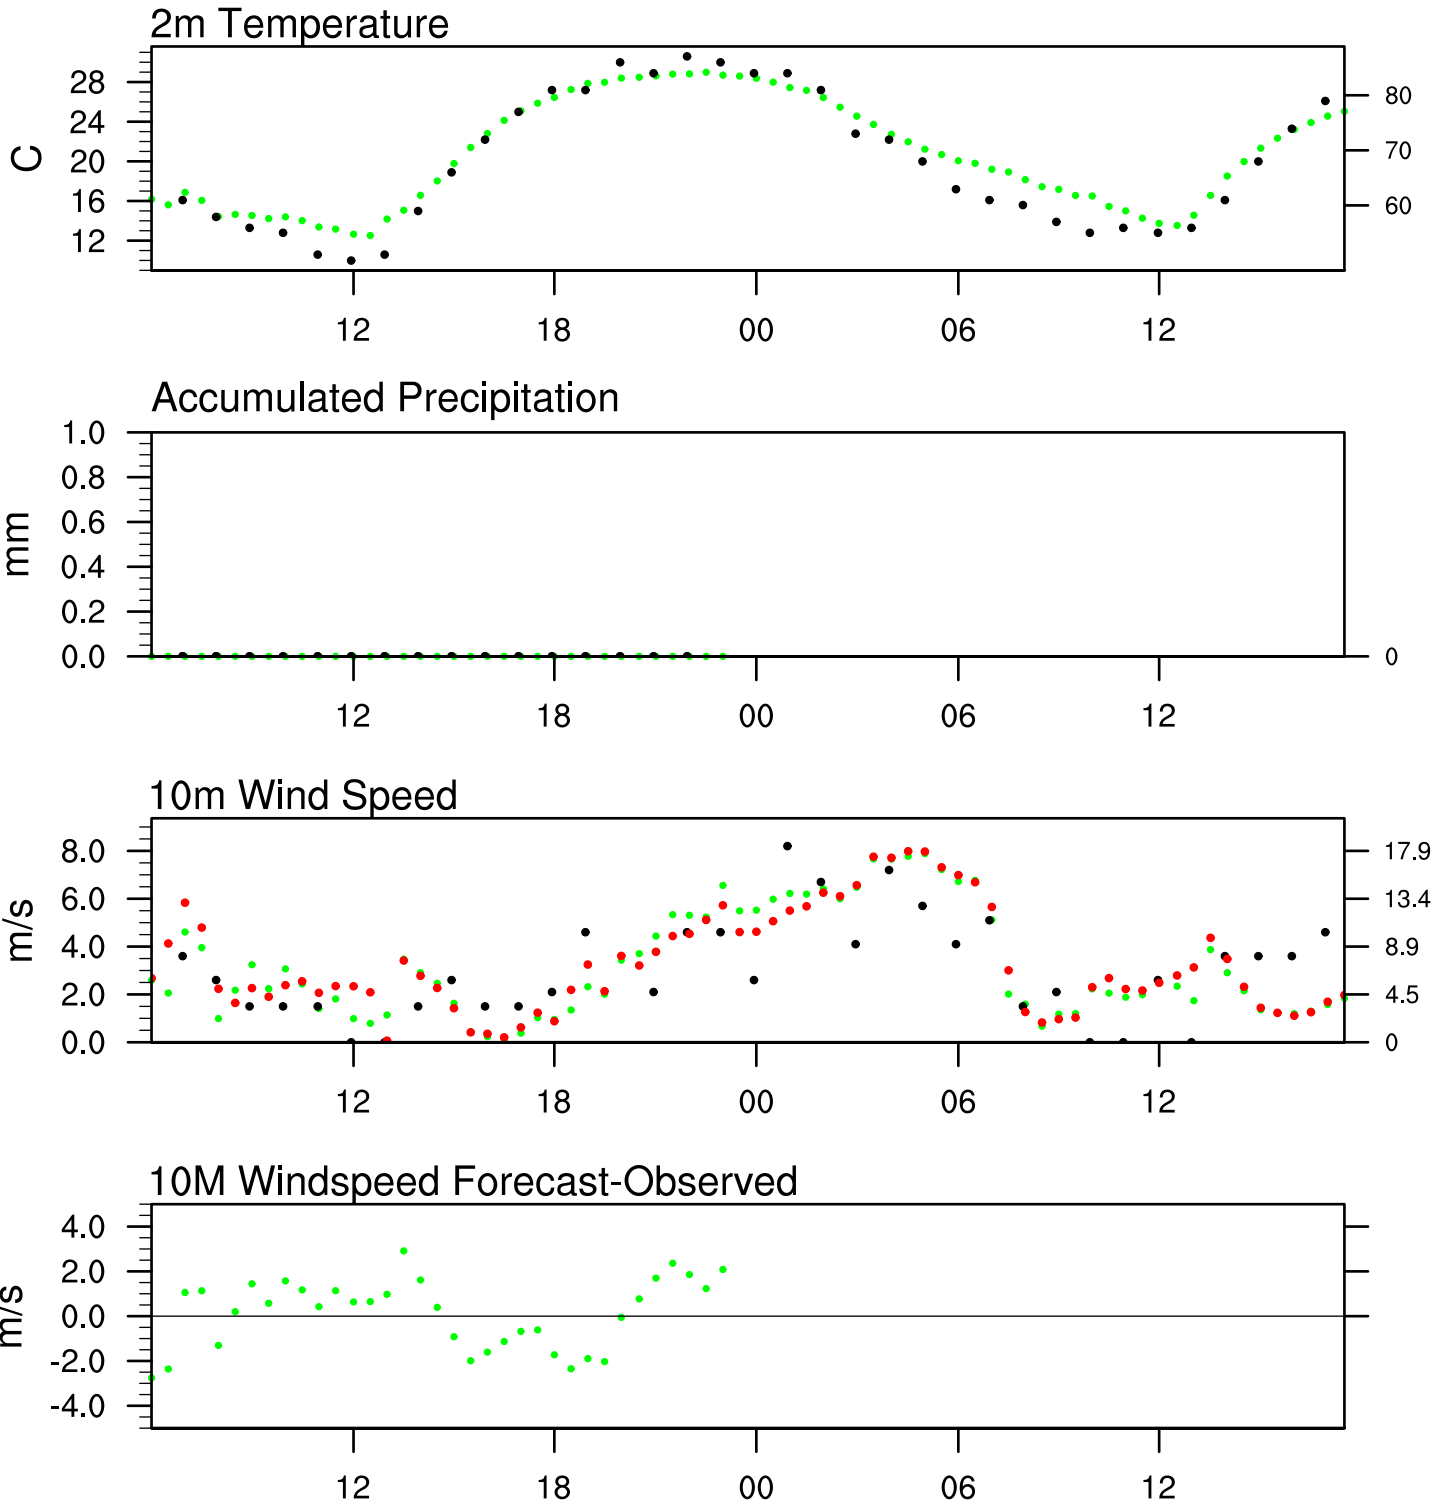 2m Temperature
28
24
20
16
12
C
80
70
60
12 18 00 06 12
Accumulated Precipitation
1.0
0.8
0.6
0.4
0.2
0.0
mm
0
12 18 00 06 12
10m Wind Speed
8.0
6.0
4.0
2.0
0.0
m/s
17.9
13.4
8.9
4.5
0
12 18 00 06 12
10M Windspeed Forecast-Observed
4.0
2.0
0.0
-2.0
-4.0
m/s
12 18 00 06 12